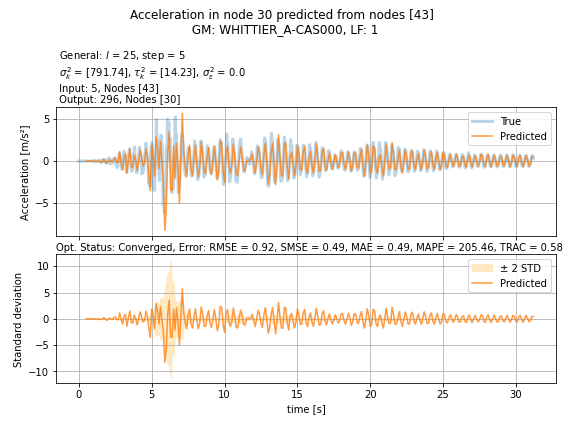 Acceleration in node 30 predicted from nodes [43]
GM: WHITTIER_A-CAS000, LF: 1
General: l = 25, step = 5
σ²ₖ = [791.74], τ²ₖ = [14.23], σ²ε = 0.0
Input: 5, Nodes [43]
Output: 296, Nodes [30]
True
Predicted
Acceleration [m/s²]
5
0
−5
Opt. Status: Converged, Error: RMSE = 0.92, SMSE = 0.49, MAE = 0.49, MAPE = 205.46, TRAC = 0.58
± 2 STD
Predicted
Standard deviation
10
5
0
−5
−10
0 5 10 15 20 25 30
time [s]